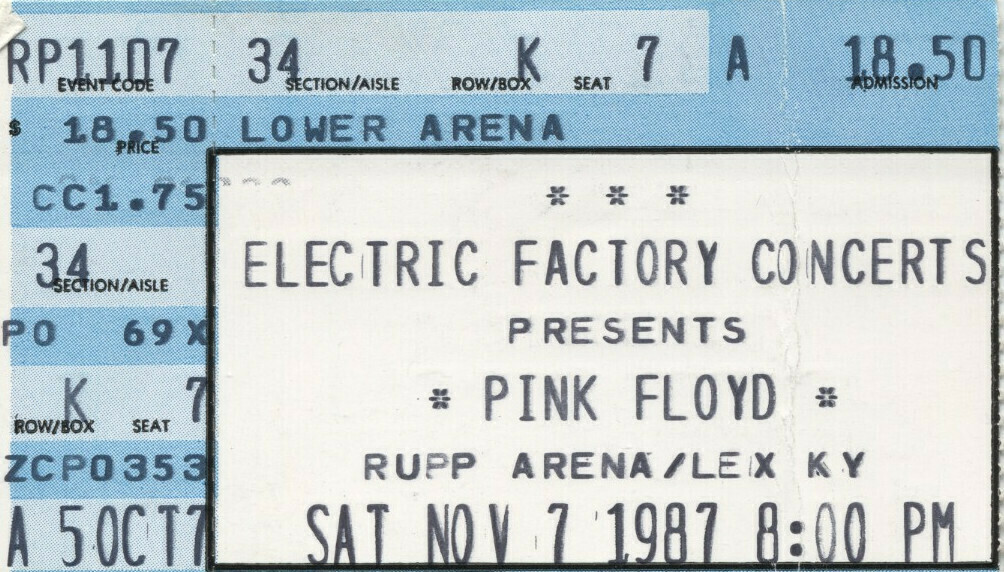 RP1107 34 K 7 A 18.50
EVENT CODE SECTION/AISLE ROW/BOX SEAT ADMISSION
$ 18.50 LOWER ARENA
PRICE
CC1.75
* * *
34
SECTION/AISLE
ELECTRIC FACTORY CONCERTS
PO 69X
PRESENTS
K 7
ROW/BOX SEAT
* PINK FLOYD *
ZCP0353
RUPP ARENA/LEX KY
A 5OCT7
SAT NOV 7 1987 8:00 PM